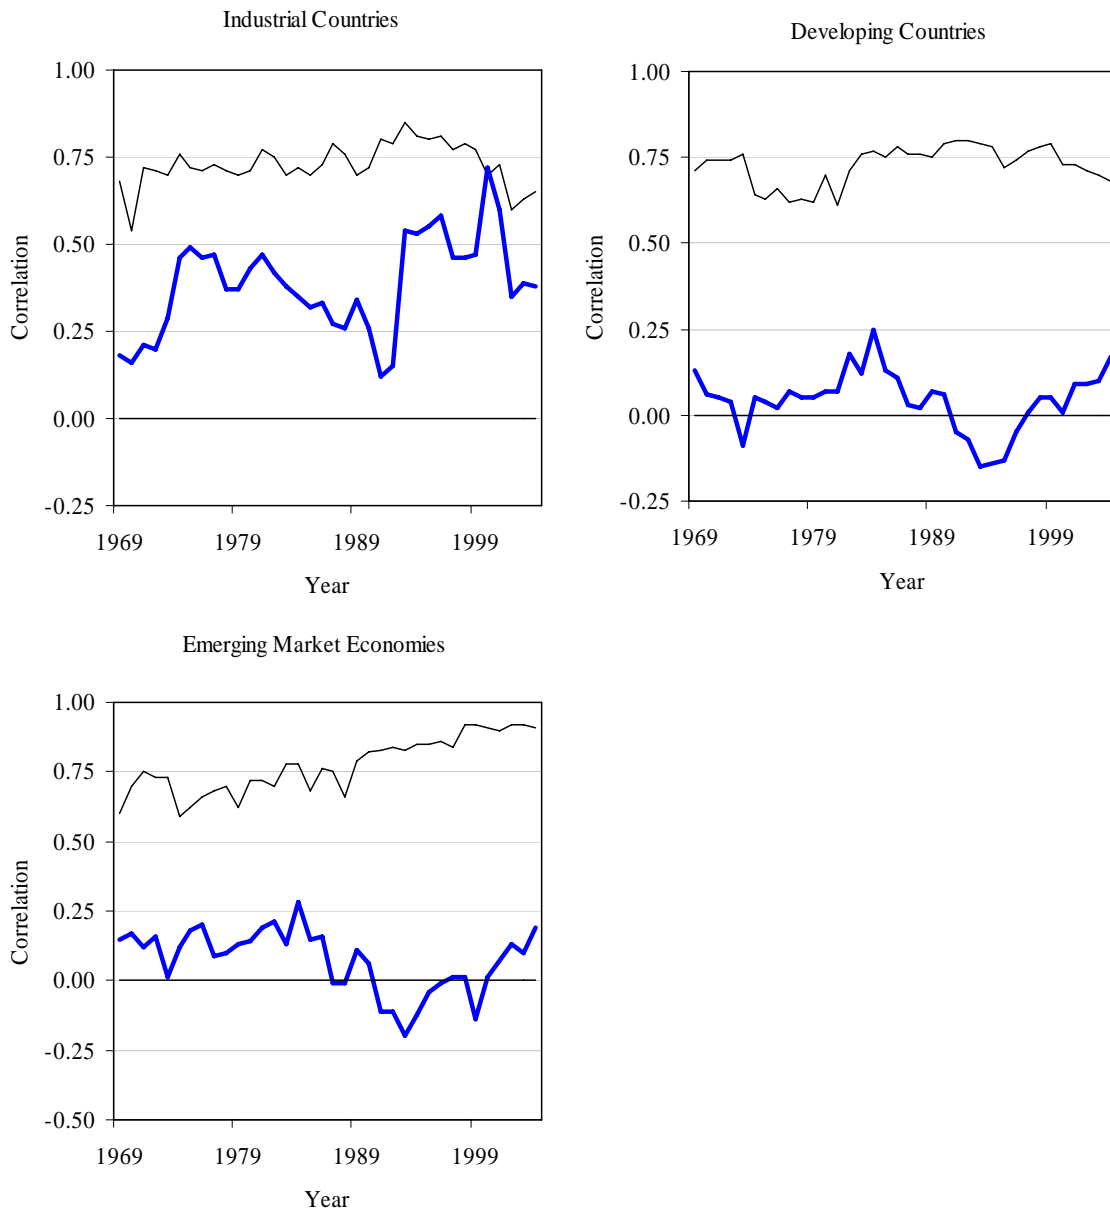 Industrial Countries
1.00
0.75
0.50
0.25
0.00
-0.25
Correlation
1969 1979 1989 1999
Year
Developing Countries
1.00
0.75
0.50
0.25
0.00
-0.25
Correlation
1969 1979 1989 1999
Year
Emerging Market Economies
1.00
0.75
0.50
0.25
0.00
-0.25
-0.50
Correlation
1969 1979 1989 1999
Year